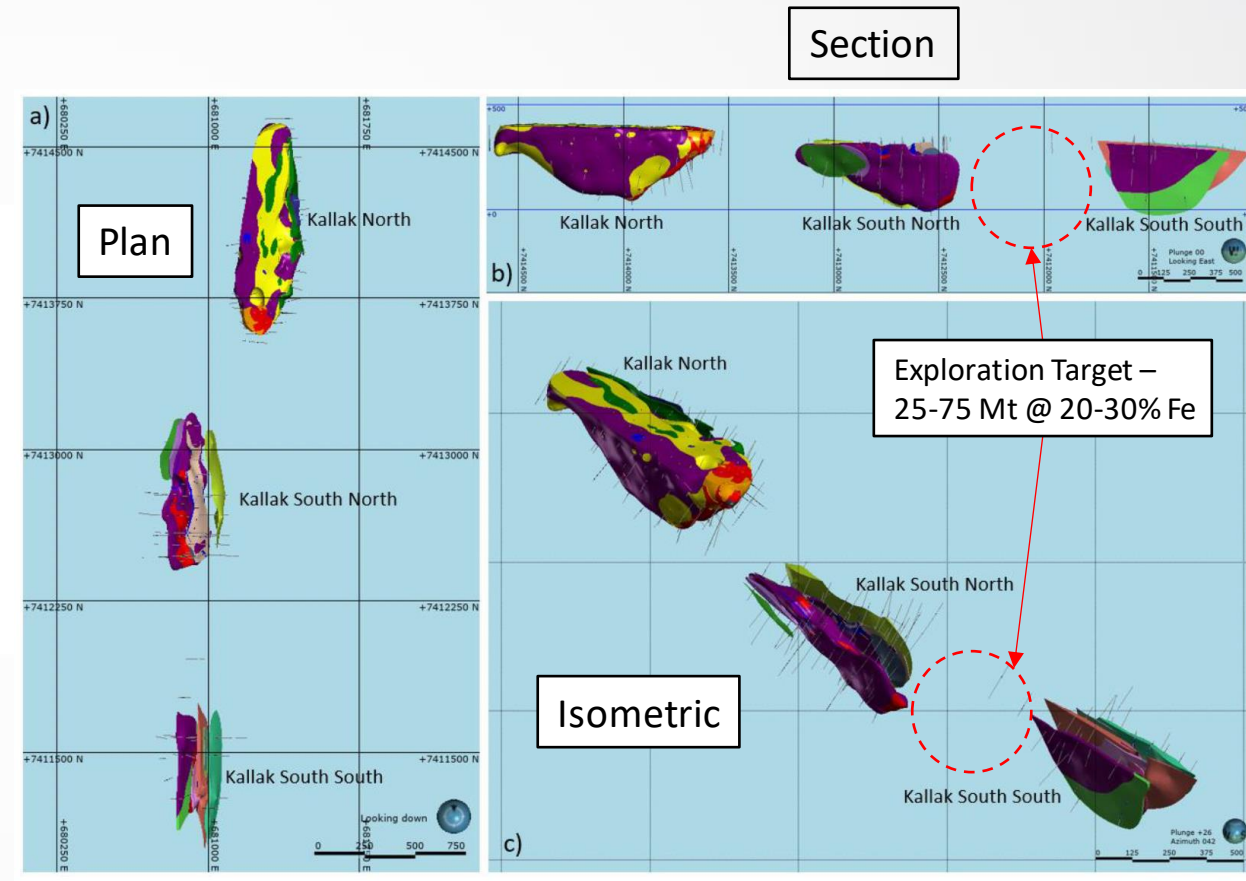 Section
a)
+680250 E
+681000 E
+681750 E
+7414500 N
+7414500 N
Kallak North
Plan
+7413750 N
+7413750 N
+7413000 N
+7413000 N
Kallak South North
+7412250 N
+7412250 N
+7411500 N
+7411500 N
Kallak South South
Looking down
+680250 E
+681000 E
0 250 500 750
+500
Kallak North
Kallak South North
Kallak South South
+0
b)
+7414500 N
+7414000 N
+7413500 N
+7413000 N
+7412500 N
+7412000 N
Plunge 00
Looking East
0 125 250 375 500
Kallak North
Exploration Target –
25-75 Mt @ 20-30% Fe
Kallak South North
Isometric
Kallak South South
c)
Plunge +26
Azimuth 042
0 125 250 375 500